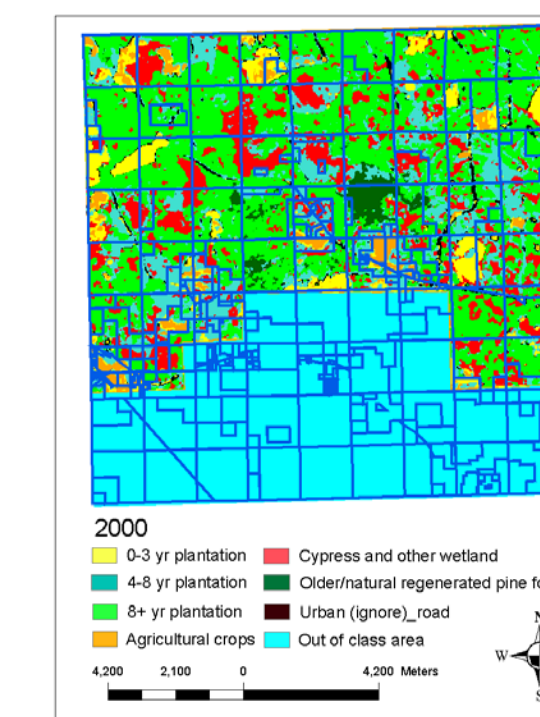 2000
0-3 yr plantation Cypress and other wetland
4-8 yr plantation Older/natural regenerated pine fo
8+ yr plantation Urban (ignore)_road
Agricultural crops Out of class area
4,200 2,100 0 4,200 Meters
N
W
S